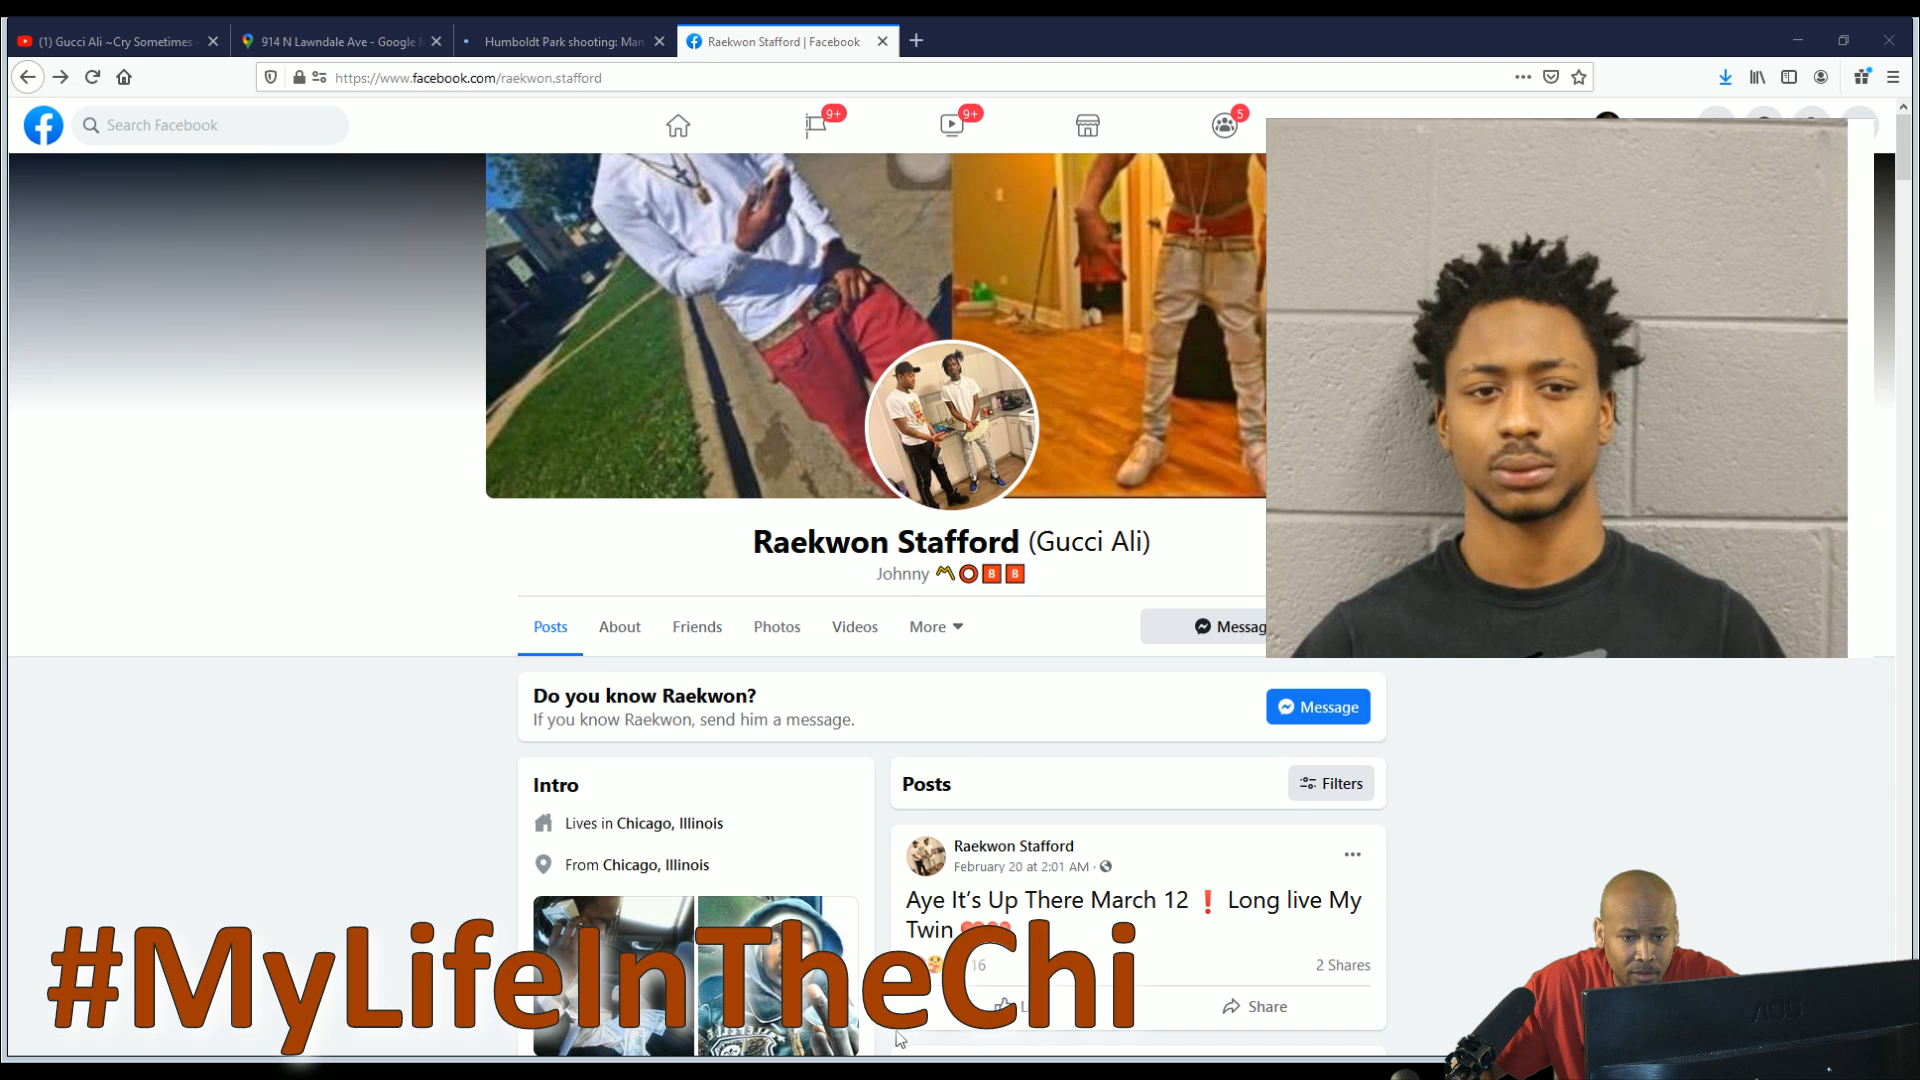 (1) Gucci Ali ~Cry Sometimes -
914 N Lawndale Ave - Google M
Humboldt Park shooting: Man
Raekwon Stafford | Facebook
https://www.facebook.com/raekwon.stafford
Search Facebook
9+
9+
5
Raekwon Stafford (Gucci Ali)
Johnny 〽️⭕🅱️🅱️
Posts
About
Friends
Photos
Videos
More
Messag
Do you know Raekwon?
If you know Raekwon, send him a message.
Message
Intro
Lives in Chicago, Illinois
From Chicago, Illinois
Posts
Filters
Raekwon Stafford
February 20 at 2:01 AM ·
Aye It's Up There March 12 ❗ Long live My
Twin
16
2 Shares
Share
#MyLifeInTheChi
AOC